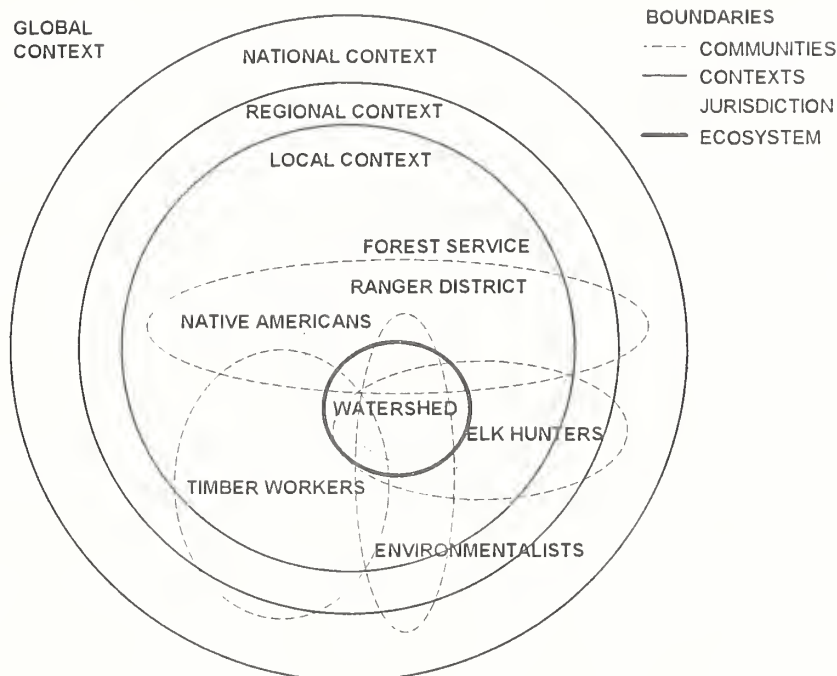 GLOBAL
CONTEXT
NATIONAL CONTEXT
REGIONAL CONTEXT
LOCAL CONTEXT
FOREST SERVICE
RANGER DISTRICT
NATIVE AMERICANS
WATERSHED
ELK HUNTERS
TIMBER WORKERS
ENVIRONMENTALISTS
BOUNDARIES
COMMUNITIES
CONTEXTS
JURISDICTION
ECOSYSTEM